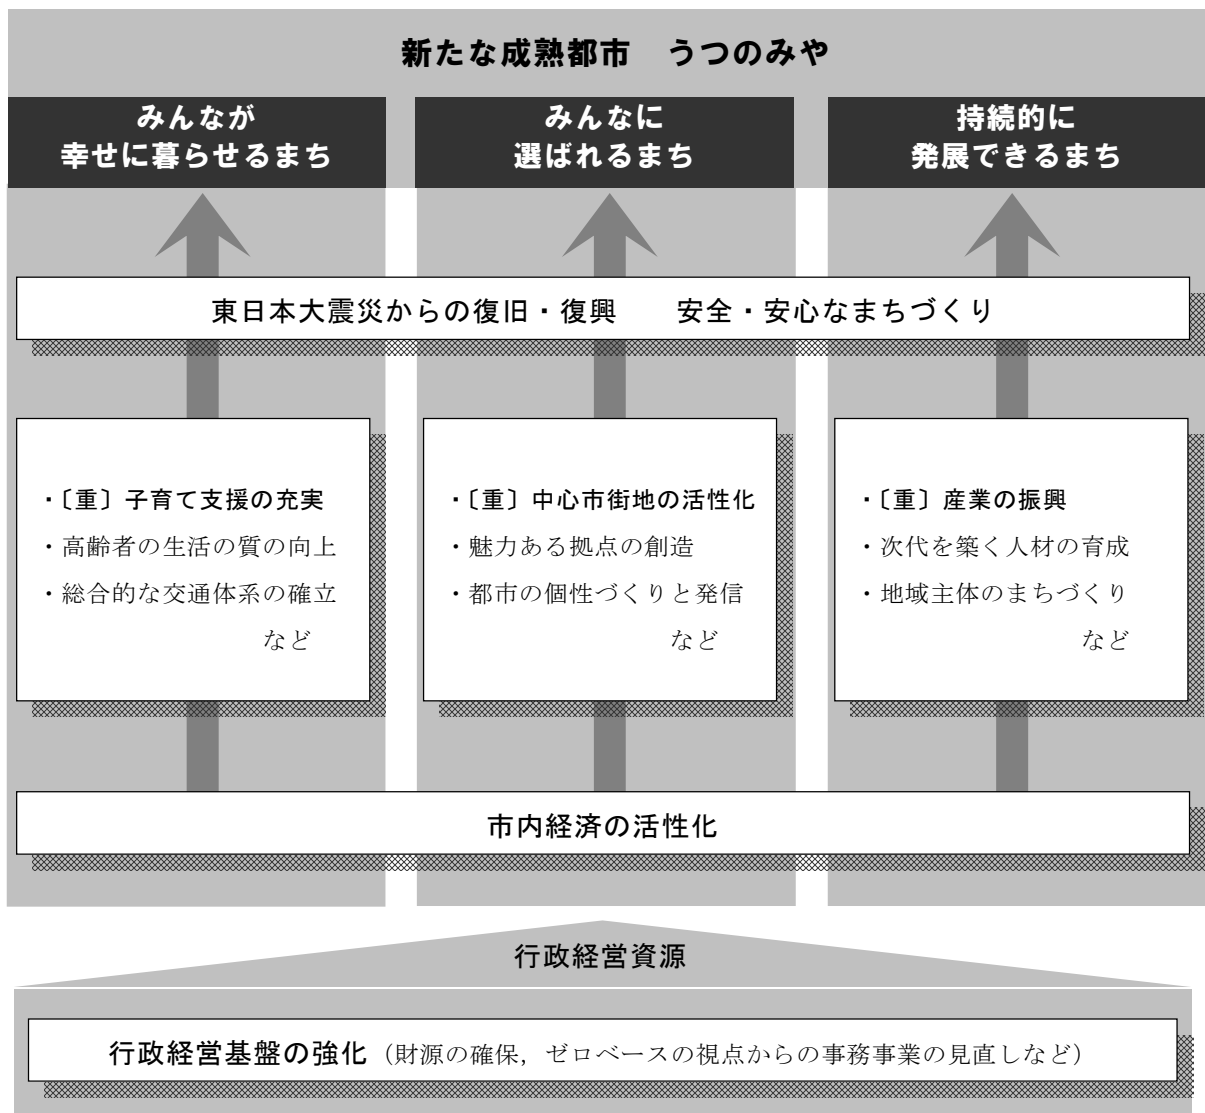 新たな成熟都市　うつのみや
みんなが
幸せに暮らせるまち
みんなに
選ばれるまち
持続的に
発展できるまち
東日本大震災からの復旧・復興　　安全・安心なまちづくり
・〔重〕子育て支援の充実
・高齢者の生活の質の向上
・総合的な交通体系の確立
など
・〔重〕中心市街地の活性化
・魅力ある拠点の創造
・都市の個性づくりと発信
など
・〔重〕産業の振興
・次代を築く人材の育成
・地域主体のまちづくり
など
市内経済の活性化
行政経営資源
行政経営基盤の強化（財源の確保，ゼロベースの視点からの事務事業の見直しなど）